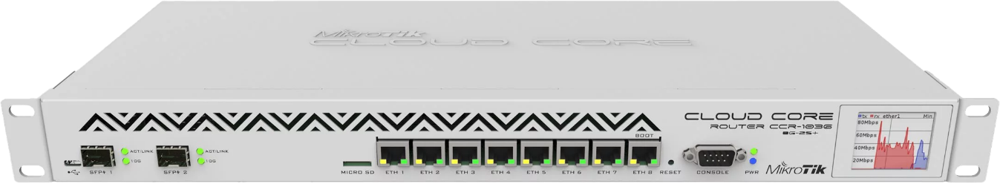 MikroTik
CLOUD CORE
CLOUD CORE
ROUTER CCR-1036
8G-2S+
tx rx ether1 Min
80Mbps
60Mbps
40Mbps
20Mbps
BOOT
ACT/LINK
10G
ACT/LINK
10G
SFP+ 1
SFP+ 2
MICRO SD
ETH 1
ETH 2
ETH 3
ETH 4
ETH 5
ETH 6
ETH 7
ETH 8
RESET
CONSOLE
PWR
MikroTik